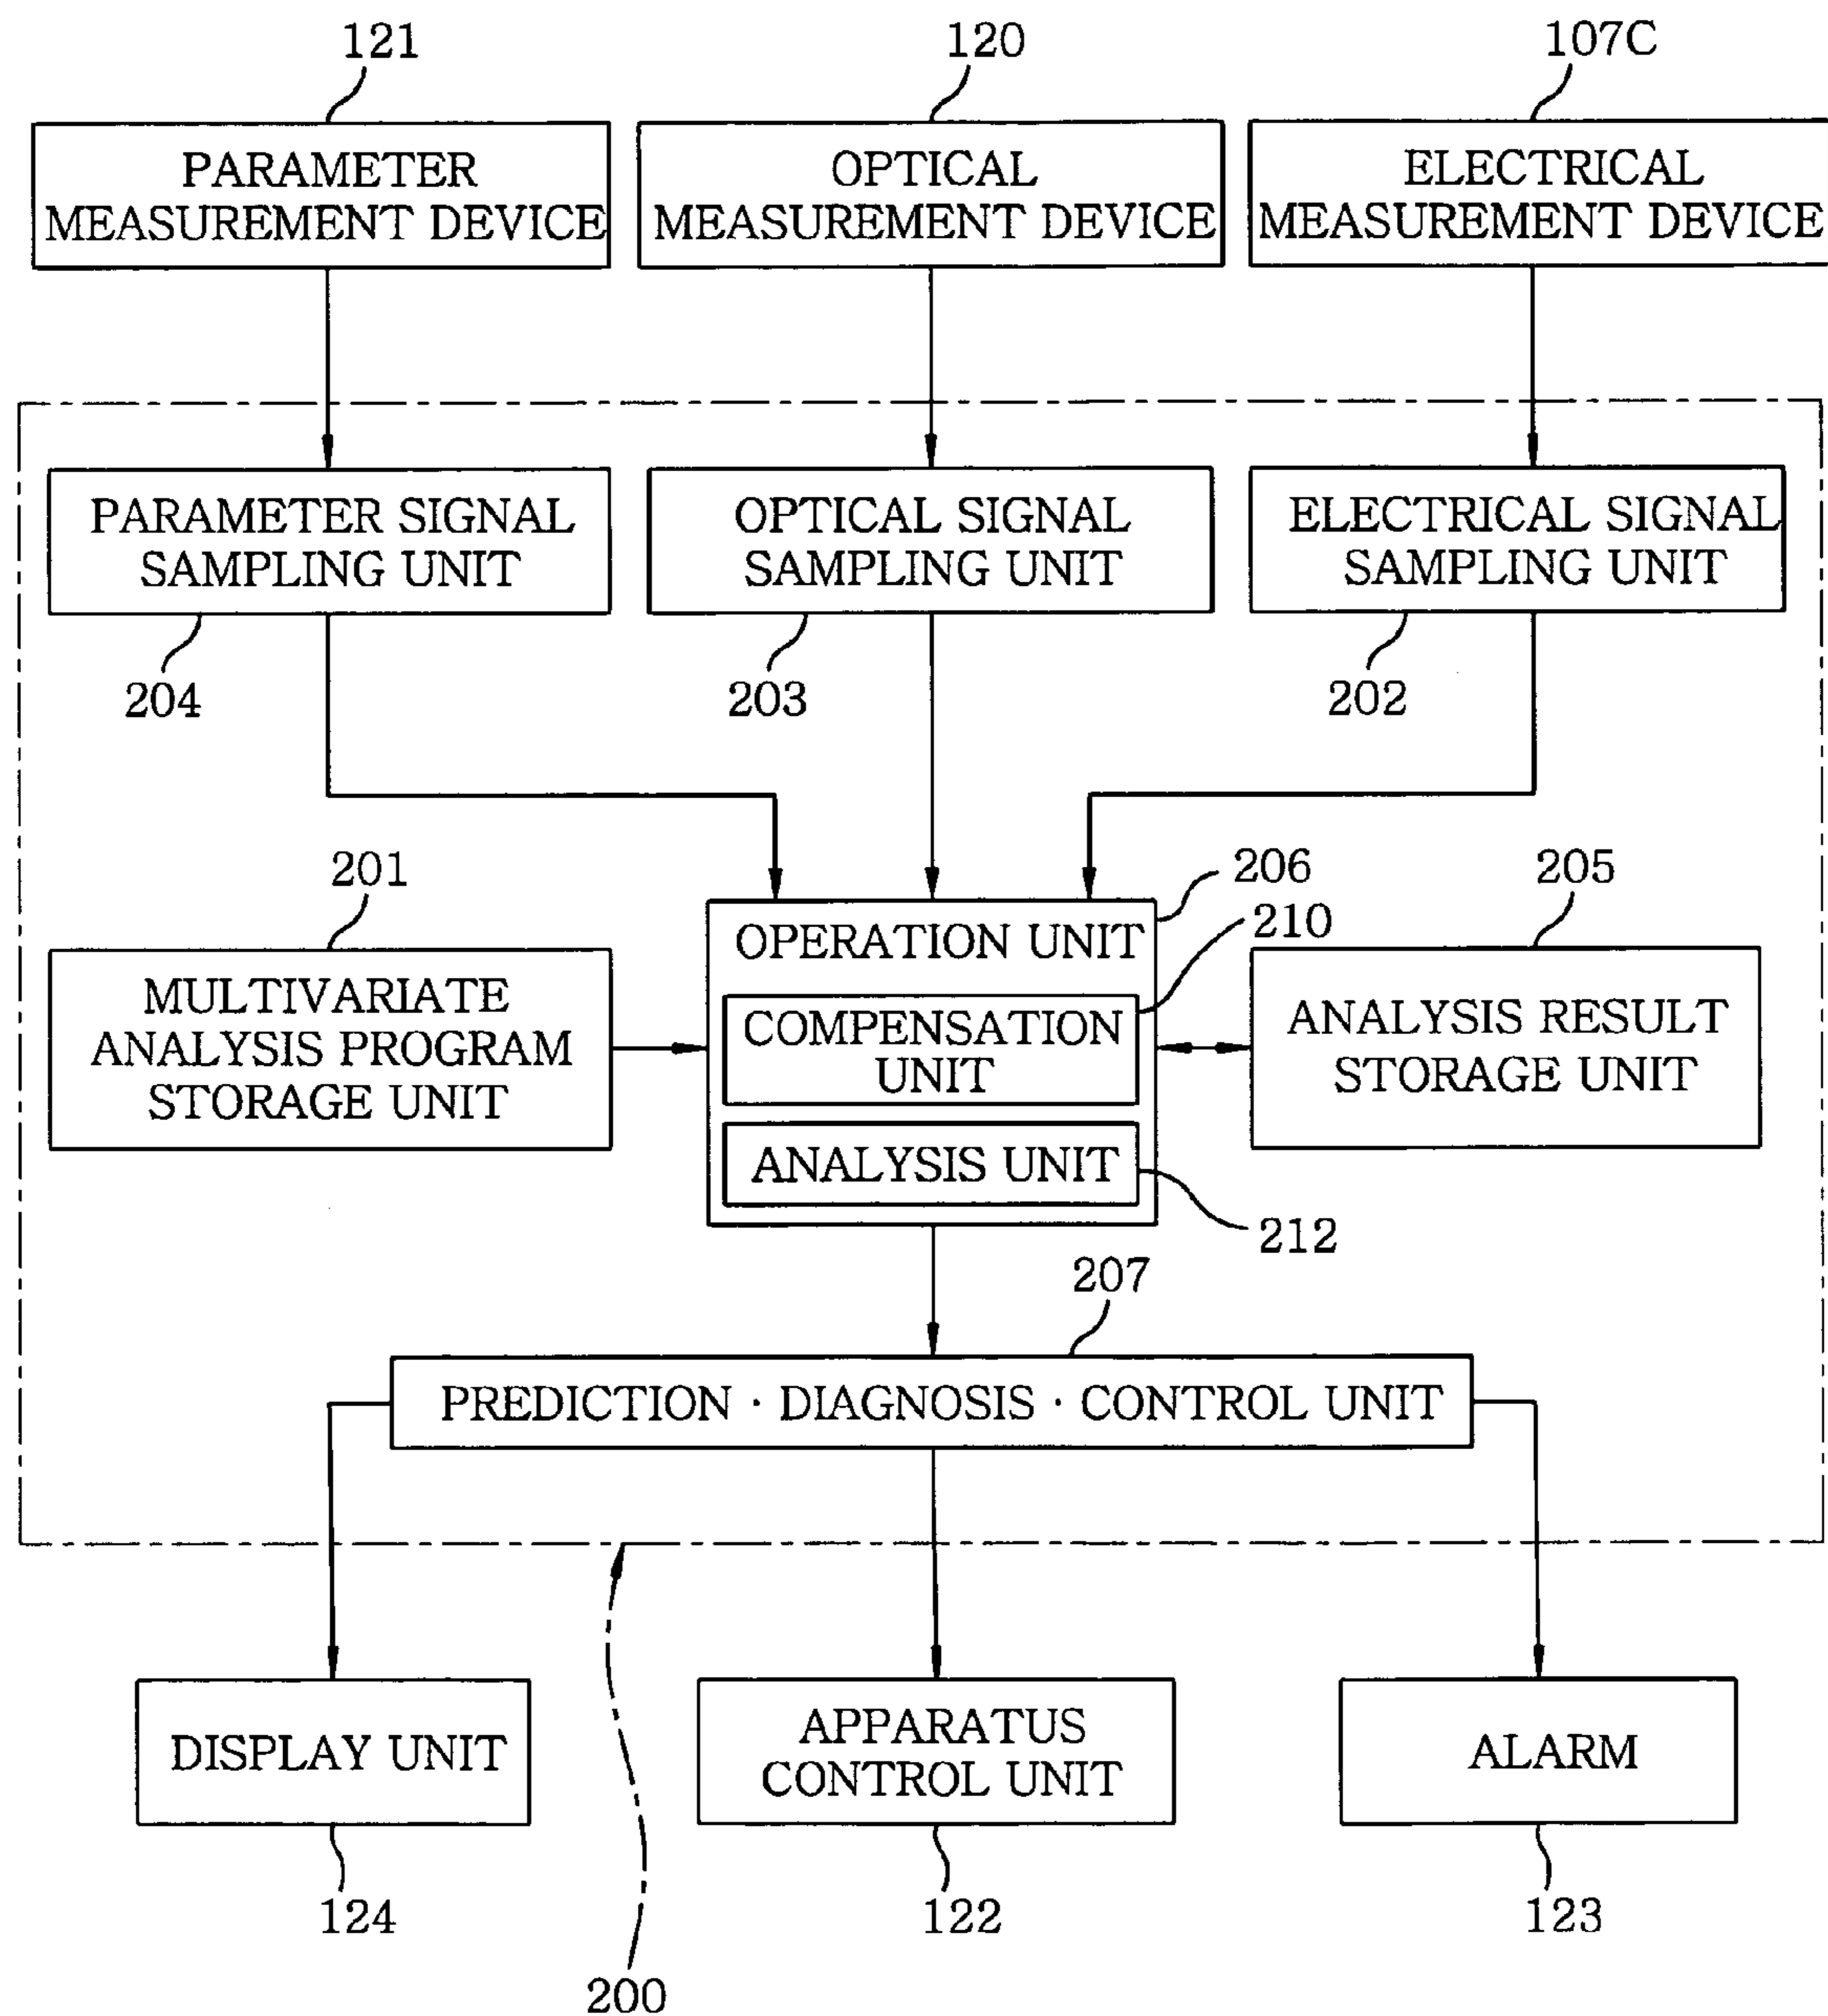 121
120
107C
PARAMETER
MEASUREMENT DEVICE
OPTICAL
MEASUREMENT DEVICE
ELECTRICAL
MEASUREMENT DEVICE
PARAMETER SIGNAL
SAMPLING UNIT
OPTICAL SIGNAL
SAMPLING UNIT
ELECTRICAL SIGNAL
SAMPLING UNIT
204
203
202
201
206
205
210
MULTIVARIATE
ANALYSIS PROGRAM
STORAGE UNIT
OPERATION UNIT
COMPENSATION
UNIT
ANALYSIS UNIT
ANALYSIS RESULT
STORAGE UNIT
212
207
PREDICTION · DIAGNOSIS · CONTROL UNIT
DISPLAY UNIT
APPARATUS
CONTROL UNIT
ALARM
124
122
123
200